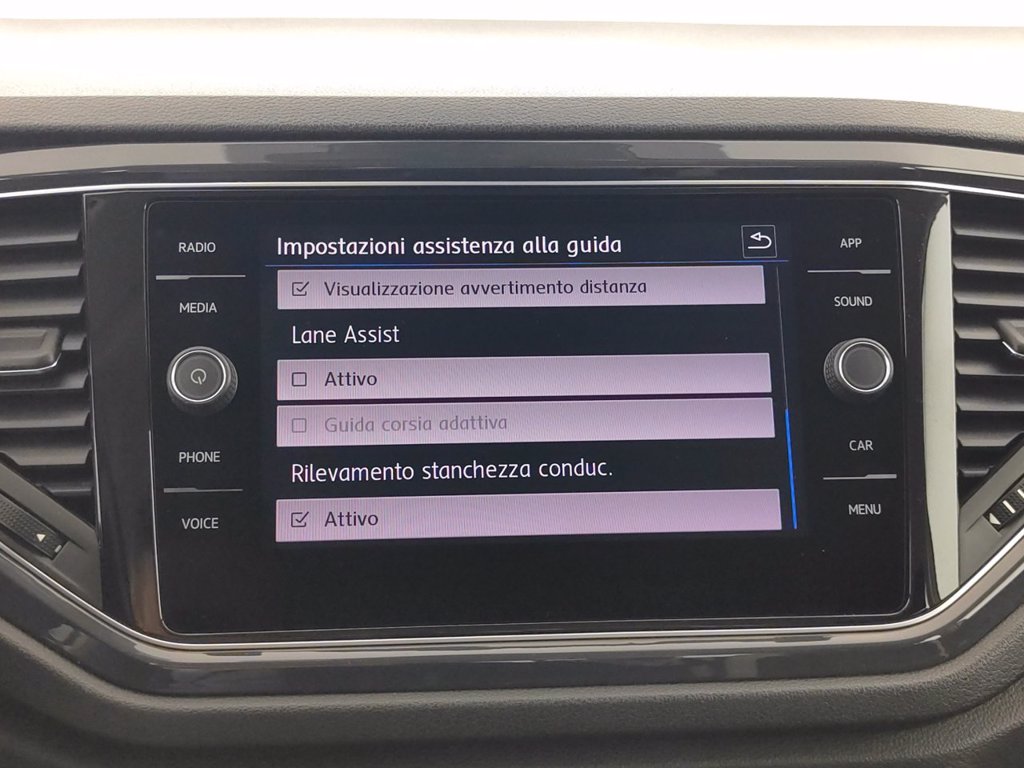 RADIO
MEDIA
PHONE
VOICE
Impostazioni assistenza alla guida
Visualizzazione avvertimento distanza
Lane Assist
Attivo
Guida corsia adattiva
Rilevamento stanchezza conduc.
Attivo
APP
SOUND
CAR
MENU